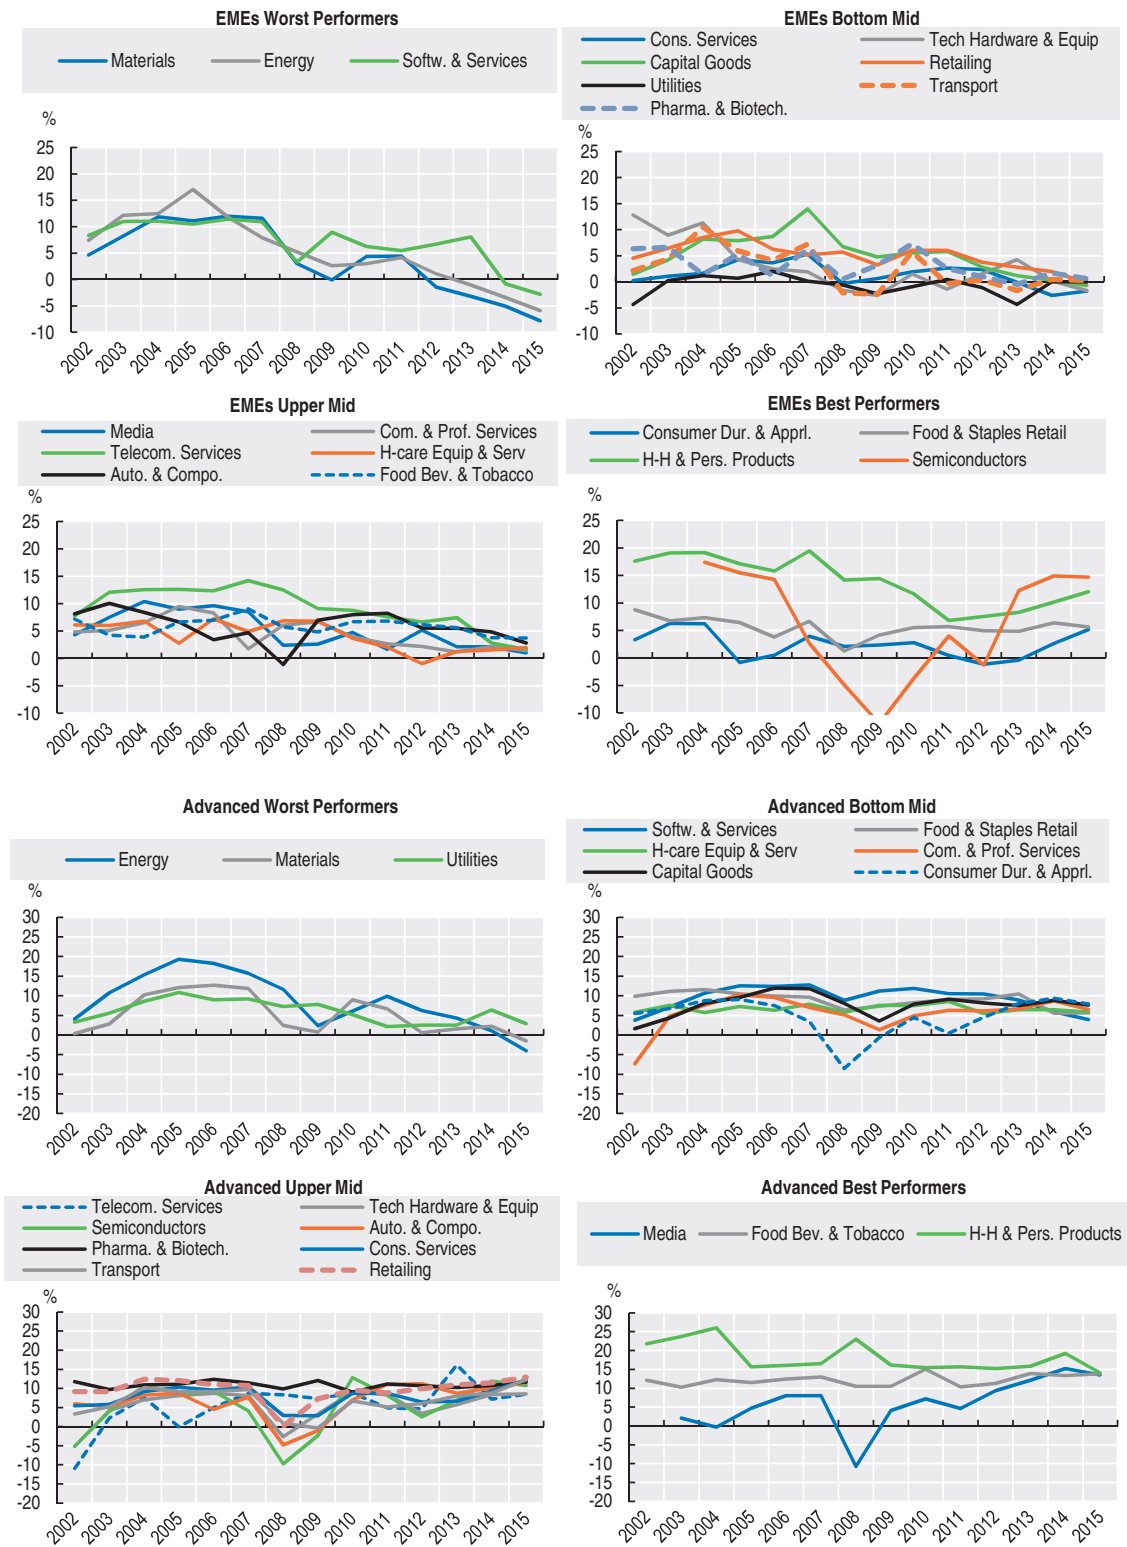 EMEs Worst Performers
Materials Energy Softw. & Services
%
25
20
15
10
5
0
-5
-10
2002 2003 2004 2005 2006 2007 2008 2009 2010 2011 2012 2013 2014 2015
EMEs Bottom Mid
Cons. Services Tech Hardware & Equip
Capital Goods Retailing
Utilities Transport
Pharma. & Biotech.
%
25
20
15
10
5
0
-5
-10
2002 2003 2004 2005 2006 2007 2008 2009 2010 2011 2012 2013 2014 2015
EMEs Upper Mid
Media Com. & Prof. Services
Telecom. Services H-care Equip & Serv
Auto. & Compo. Food Bev. & Tobacco
%
25
20
15
10
5
0
-5
-10
2002 2003 2004 2005 2006 2007 2008 2009 2010 2011 2012 2013 2014 2015
EMEs Best Performers
Consumer Dur. & Apprl. Food & Staples Retail
H-H & Pers. Products Semiconductors
%
25
20
15
10
5
0
-5
-10
2002 2003 2004 2005 2006 2007 2008 2009 2010 2011 2012 2013 2014 2015
Advanced Worst Performers
Energy Materials Utilities
%
30
25
20
15
10
5
0
-5
-10
-15
-20
2002 2003 2004 2005 2006 2007 2008 2009 2010 2011 2012 2013 2014 2015
Advanced Bottom Mid
Softw. & Services Food & Staples Retail
H-care Equip & Serv Com. & Prof. Services
Capital Goods Consumer Dur. & Apprl.
%
30
25
20
15
10
5
0
-5
-10
-15
-20
2002 2003 2004 2005 2006 2007 2008 2009 2010 2011 2012 2013 2014 2015
Advanced Upper Mid
Telecom. Services Tech Hardware & Equip
Semiconductors Auto. & Compo.
Pharma. & Biotech. Cons. Services
Transport Retailing
%
30
25
20
15
10
5
0
-5
-10
-15
-20
2002 2003 2004 2005 2006 2007 2008 2009 2010 2011 2012 2013 2014 2015
Advanced Best Performers
Media Food Bev. & Tobacco H-H & Pers. Products
%
30
25
20
15
10
5
0
-5
-10
-15
-20
2002 2003 2004 2005 2006 2007 2008 2009 2010 2011 2012 2013 2014 2015